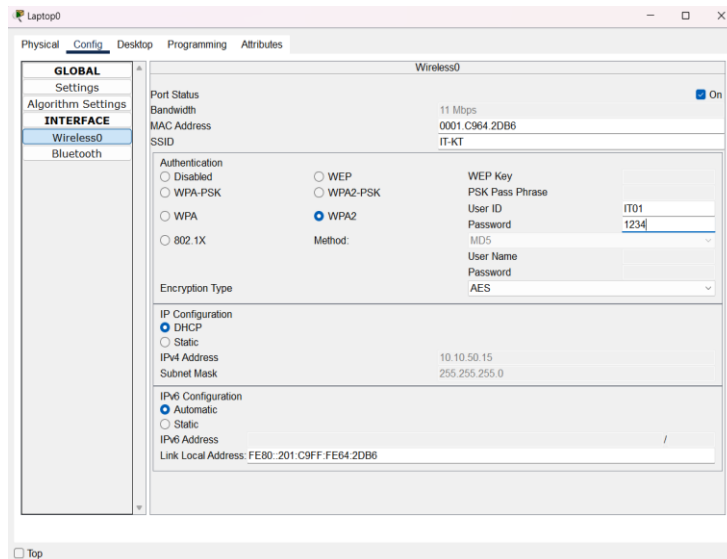 Laptop0
Physical Config Desktop Programming Attributes
GLOBAL
Settings
Algorithm Settings
INTERFACE
Wireless0
Bluetooth
Wireless0
Port Status On
Bandwidth 11 Mbps
MAC Address 0001.C964.2DB6
SSID IT-KT
Authentication
Disabled WEP WEP Key
WPA-PSK WPA2-PSK PSK Pass Phrase
User ID IT01
WPA WPA2
Password 1234
802.1X Method: MD5
User Name
Password
Encryption Type AES
IP Configuration
DHCP
Static
IPv4 Address 10.10.50.15
Subnet Mask 255.255.255.0
IPv6 Configuration
Automatic
Static
IPv6 Address /
Link Local Address: FE80::201:C9FF:FE64:2DB6
Top